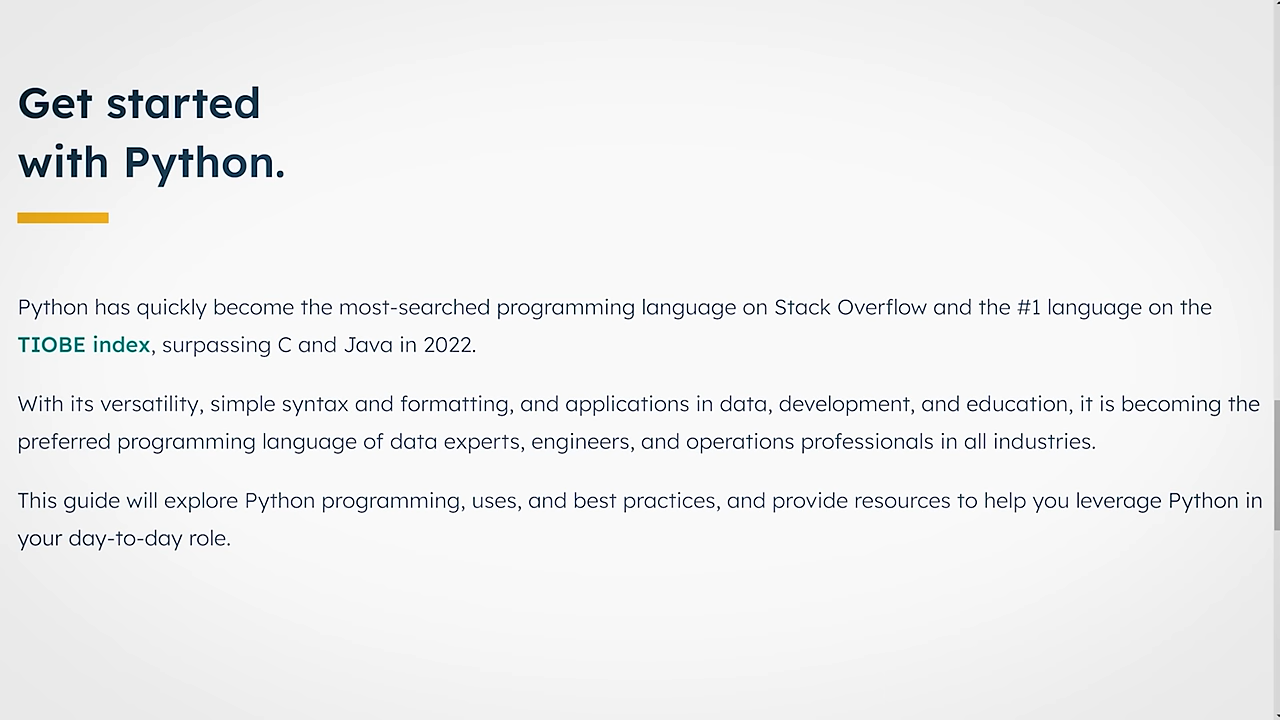 Get started
with Python.
Python has quickly become the most-searched programming language on Stack Overflow and the #1 language on the
TIOBE index, surpassing C and Java in 2022.
With its versatility, simple syntax and formatting, and applications in data, development, and education, it is becoming the
preferred programming language of data experts, engineers, and operations professionals in all industries.
This guide will explore Python programming, uses, and best practices, and provide resources to help you leverage Python in
your day-to-day role.